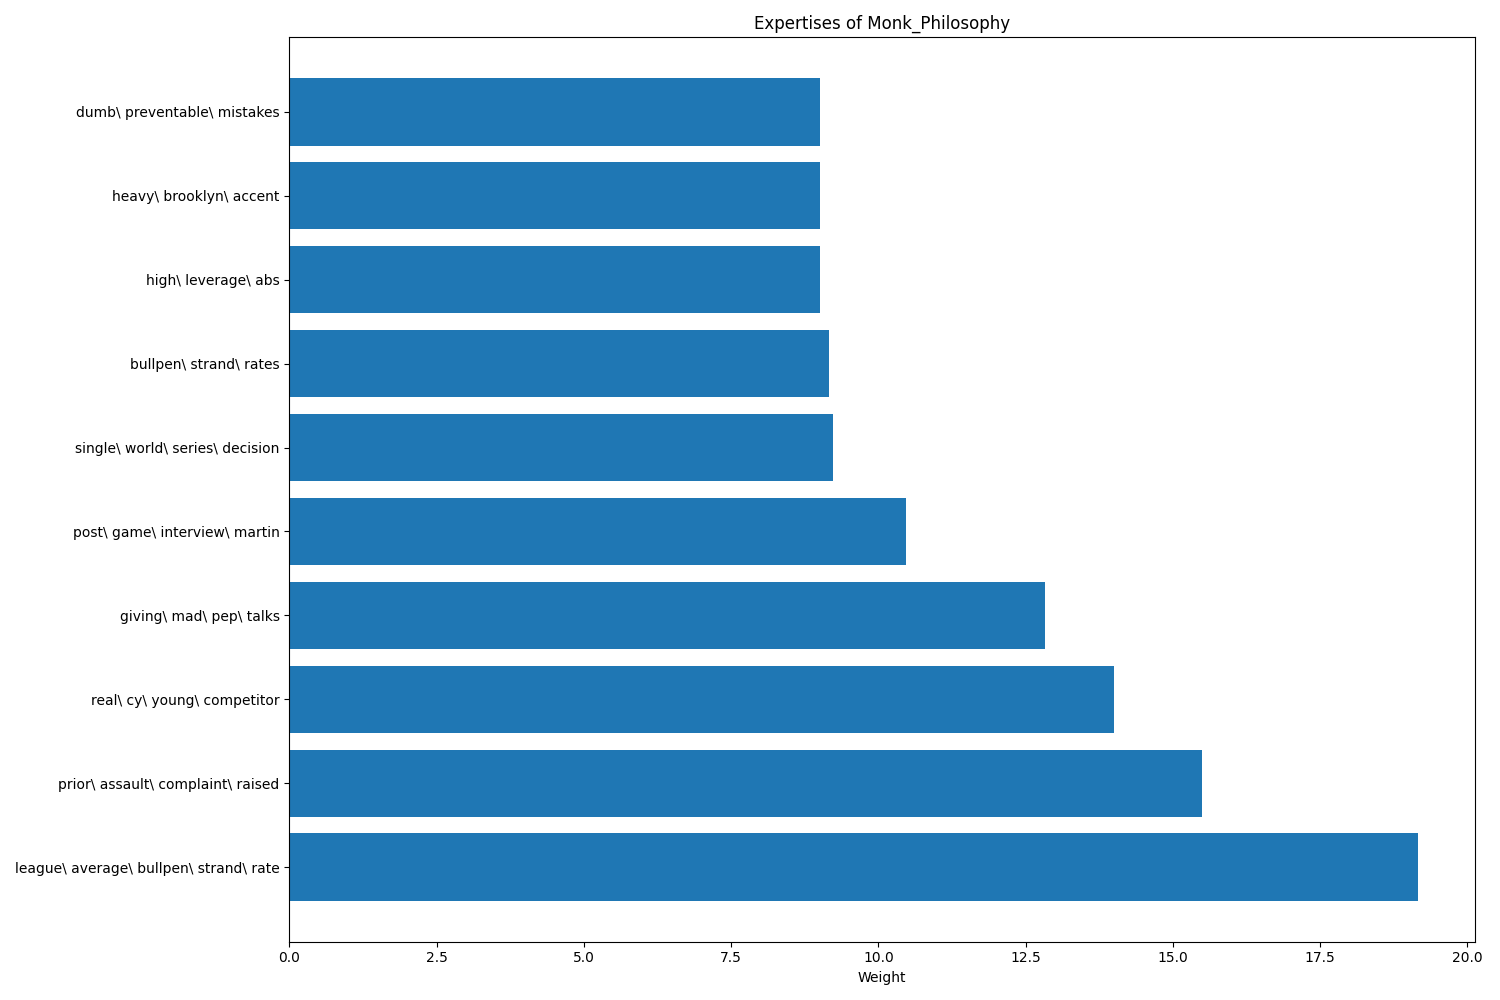 Expertises of Monk_Philosophy
dumb\ preventable\ mistakes
heavy\ brooklyn\ accent
high\ leverage\ abs
bullpen\ strand\ rates
single\ world\ series\ decision
post\ game\ interview\ martin
giving\ mad\ pep\ talks
real\ cy\ young\ competitor
prior\ assault\ complaint\ raised
league\ average\ bullpen\ strand\ rate
0.0 2.5 5.0 7.5 10.0 12.5 15.0 17.5 20.0
Weight